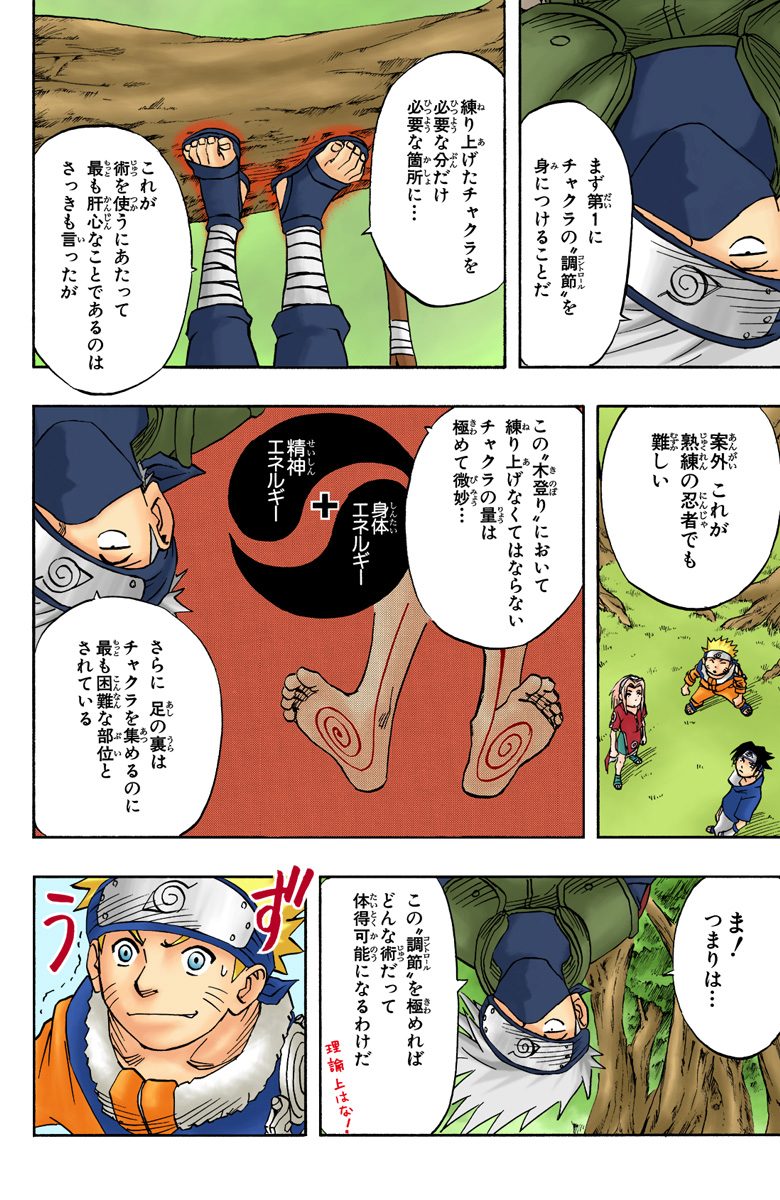 まず第1に
チャクラの“調節”を
身につけることだ
練り上げたチャクラを
必要な分だけ
必要な箇所に…
これが
術を使うにあたって
最も肝心なことであるのは
さっきも言ったが
案外 これが
熟練の忍者でも
難しい
この“木登り”において
練り上げなくてはならない
チャクラの量は
極めて微妙…
身体
エネルギー
+
精神
エネルギー
さらに 足の裏は
チャクラを集めるのに
最も困難な部位と
されている
ま!
つまりは…
この“調節”を極めれば
どんな術だって
体得可能になるわけだ
理論上はな!
うず